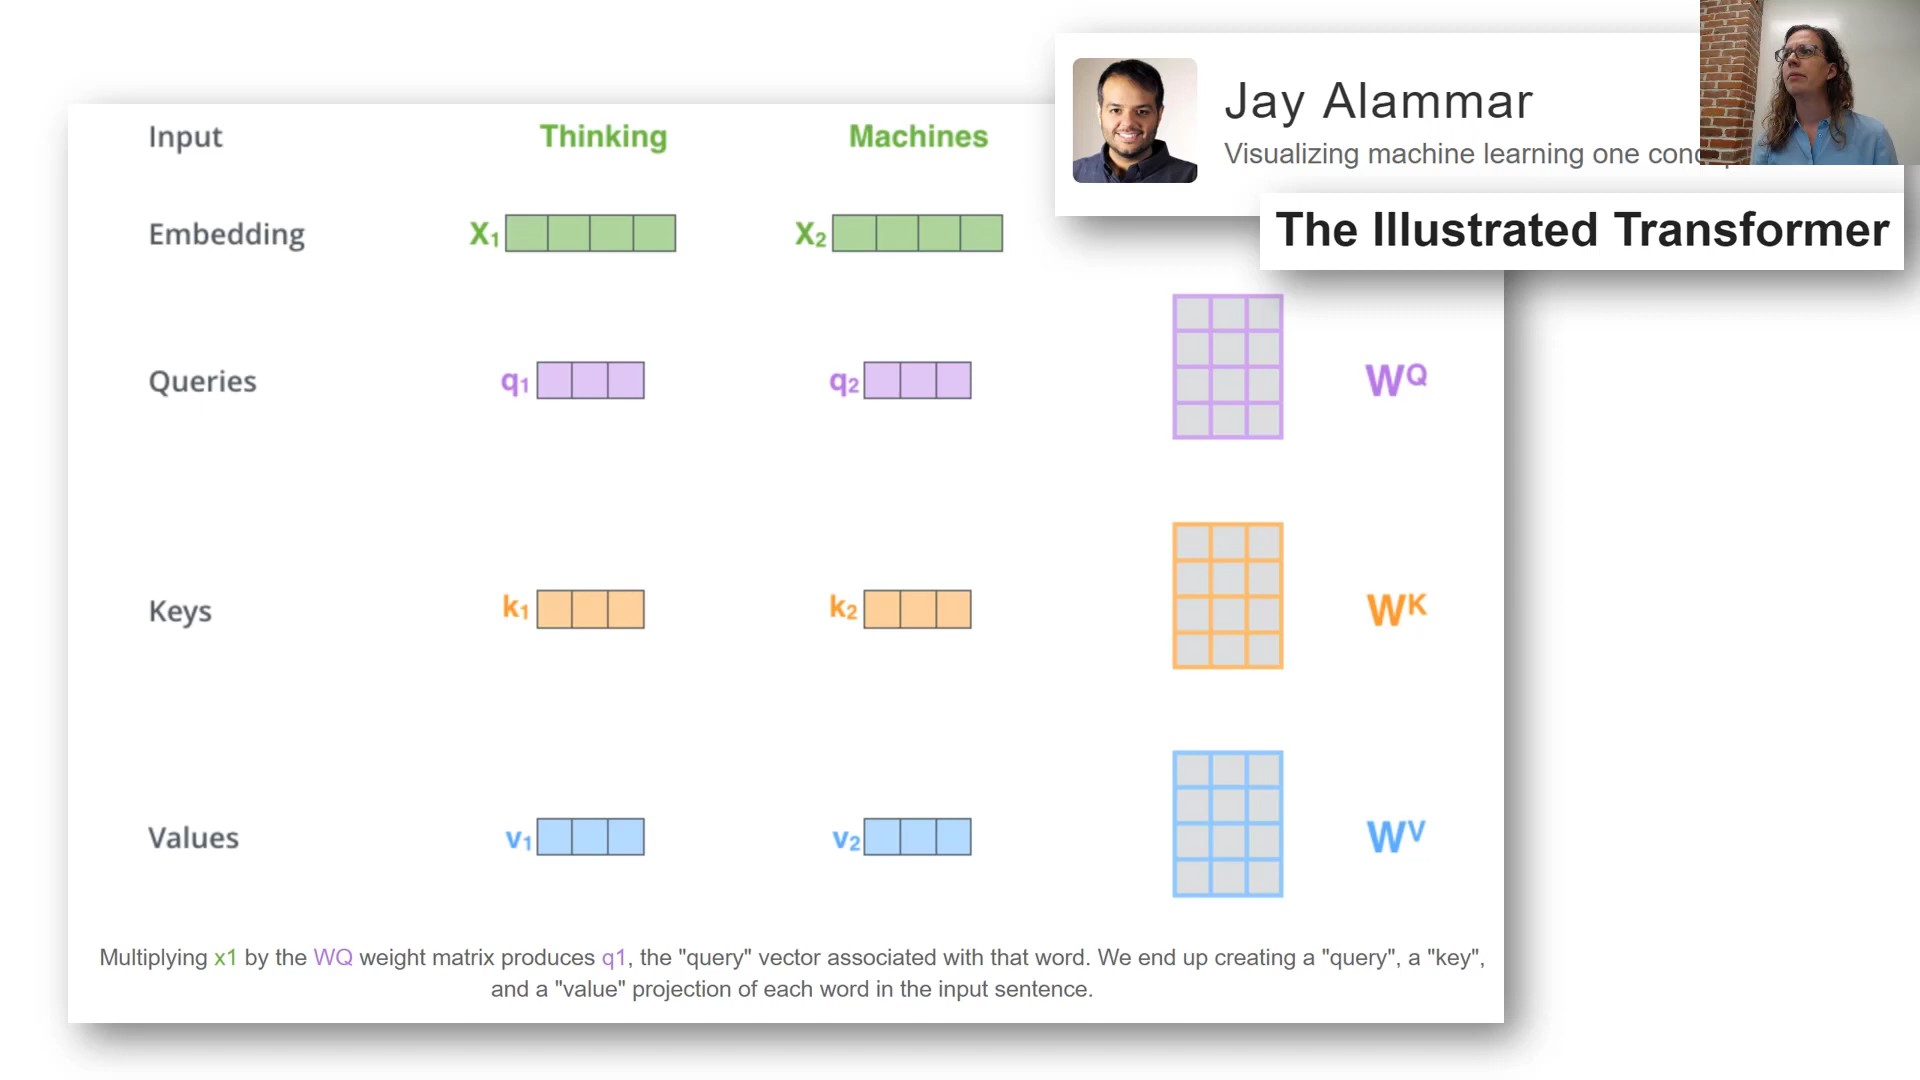 Jay Alammar
Visualizing machine learning one
The Illustrated Transformer
Input Thinking Machines
Embedding X1 X2
Queries q1 q2 WQ
Keys k1 k2 WK
Values v1 v2 WV
Multiplying x1 by the WQ weight matrix produces q1, the "query" vector associated with that word. We end up creating a "query", a "key",
and a "value" projection of each word in the input sentence.